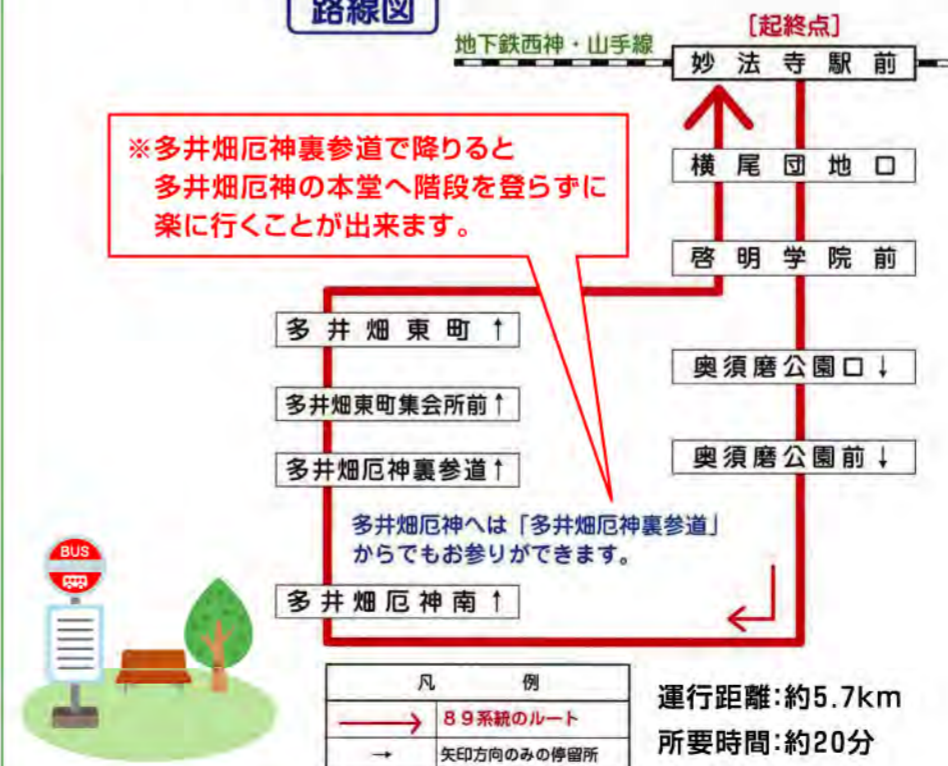 路線図
[起終点]
地下鉄西神・山手線
妙法寺駅前
※多井畑厄神裏参道で降りると
多井畑厄神の本堂へ階段を登らずに
楽に行くことが出来ます。
横尾団地口
啓明学院前
多井畑東町↑
奥須磨公園口↓
多井畑東町集会所前↑
奥須磨公園前↓
多井畑厄神裏参道↑
多井畑厄神へは「多井畑厄神裏参道」
からでもお参りができます。
多井畑厄神南↑
BUS
凡例
89系統のルート
→ 矢印方向のみの停留所
運行距離:約5.7km
所要時間:約20分